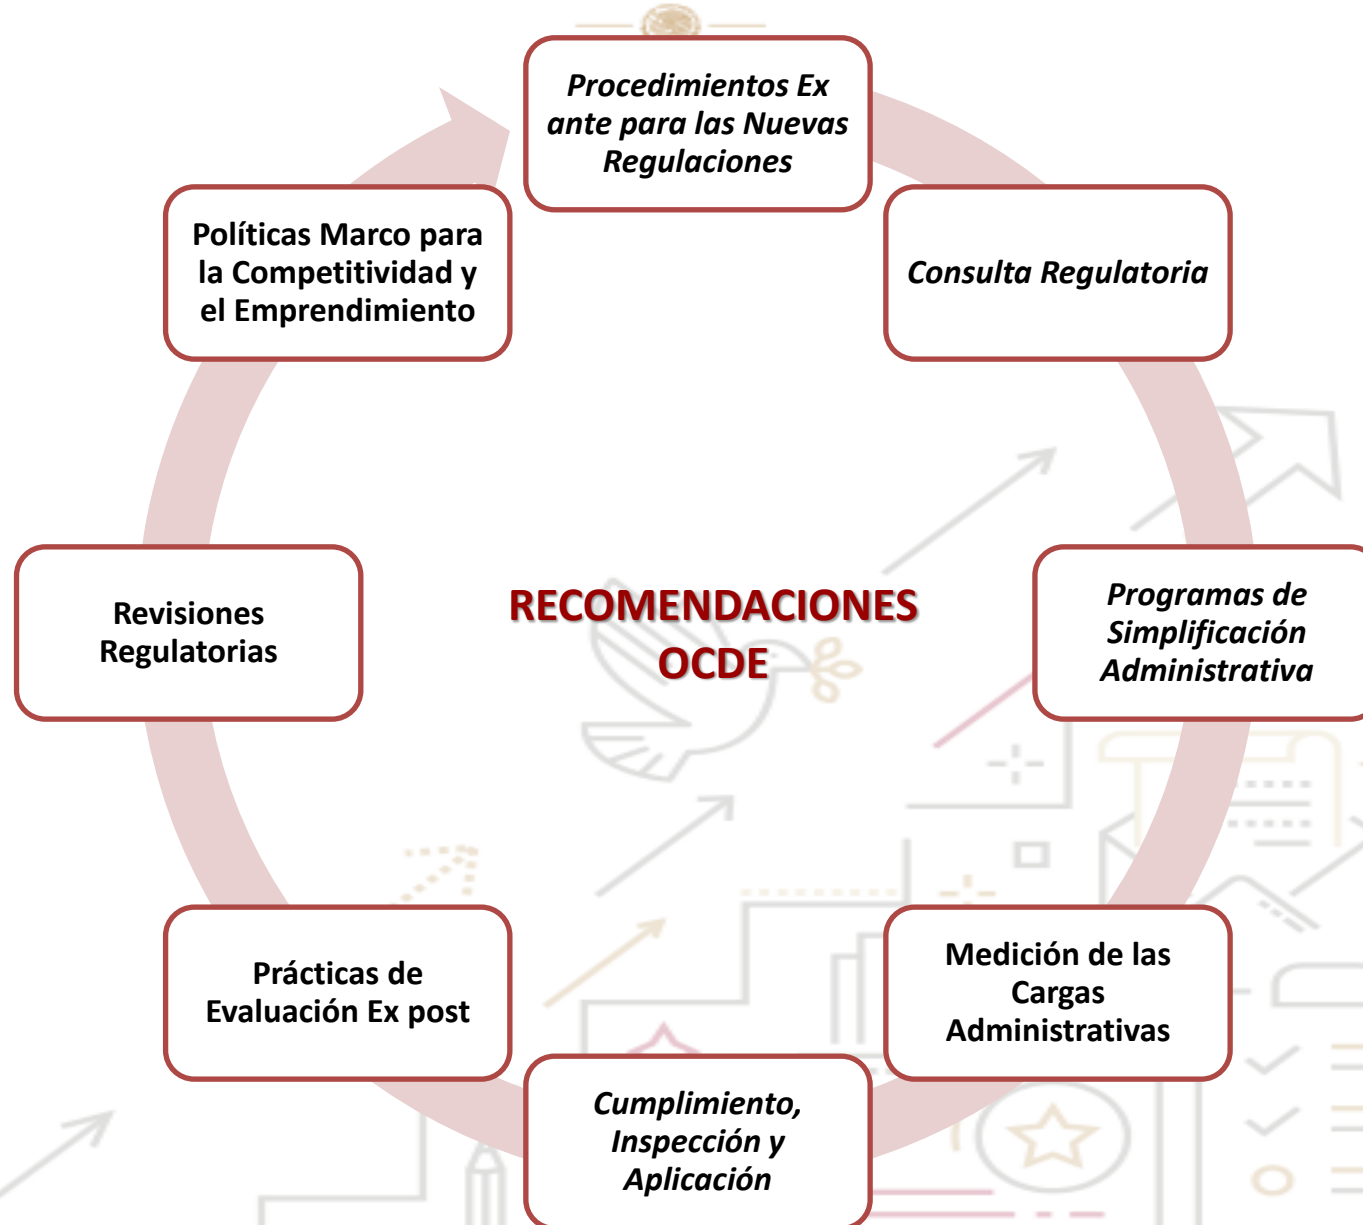 Procedimientos Ex
ante para las Nuevas
Regulaciones
Consulta Regulatoria
Programas de
Simplificación
Administrativa
Medición de las
Cargas
Administrativas
Cumplimiento,
Inspección y
Aplicación
Prácticas de
Evaluación Ex post
Revisiones
Regulatorias
Políticas Marco para
la Competitividad y
el Emprendimiento
RECOMENDACIONES
OCDE